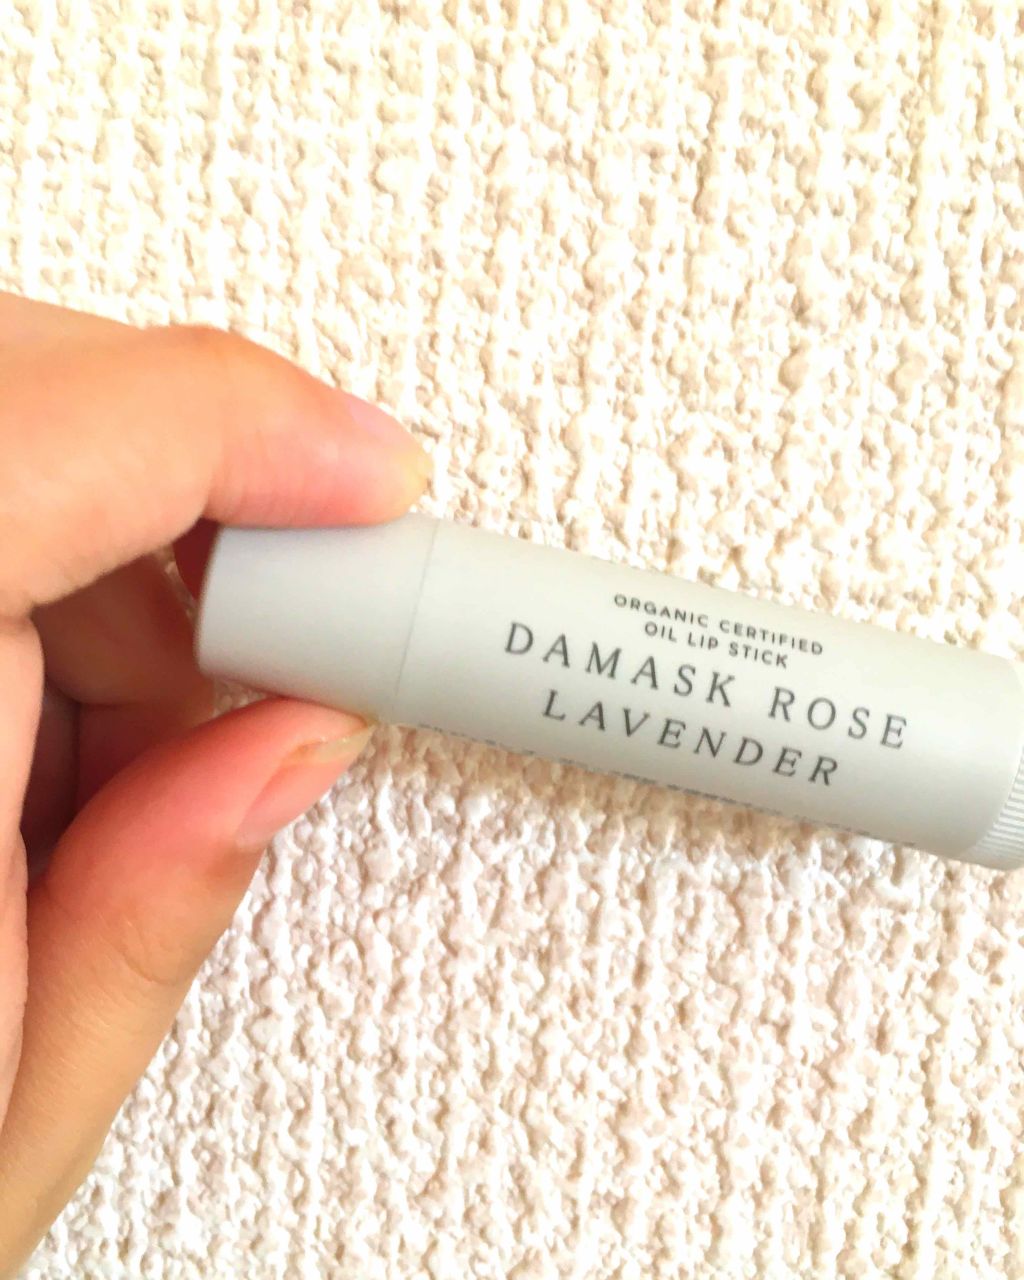 ORGANIC CERTIFIED
OIL LIP STICK
DAMASK ROSE
LAVENDER